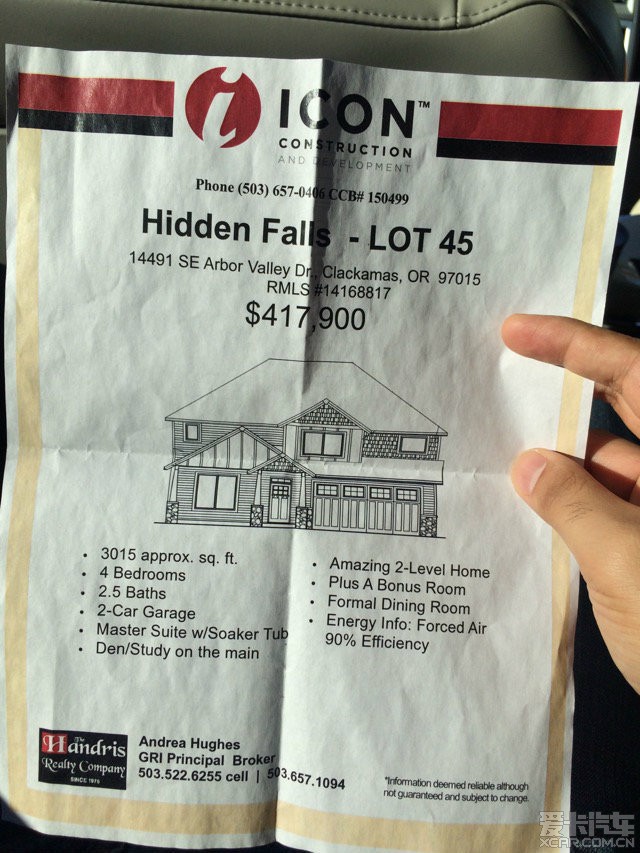 i ICON™
CONSTRUCTION
AND DEVELOPMENT
Phone (503) 657-0406 CCB# 150499
Hidden Falls - LOT 45
14491 SE Arbor Valley Dr., Clackamas, OR 97015
RMLS #14168817
$417,900
• 3015 approx. sq. ft.
• 4 Bedrooms
• 2.5 Baths
• 2-Car Garage
• Master Suite w/Soaker Tub
• Den/Study on the main
• Amazing 2-Level Home
• Plus A Bonus Room
• Formal Dining Room
• Energy Info: Forced Air
90% Efficiency
The
Handris
Realty Company
SINCE 1976
Andrea Hughes
GRI Principal Broker
503.522.6255 cell | 503.657.1094
*Information deemed reliable although
not guaranteed and subject to change.
爱卡汽车
XCAR.COM.CN